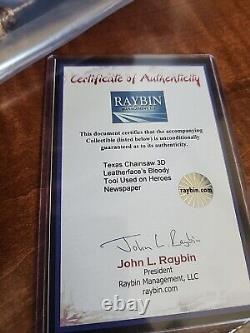 Certificate of Authenticity
RAYBIN
MANAGEMENT, LLC
This document certifies that the accompanying
Collectible (listed below) is unconditionally
guaranteed as to its authenticity.
Texas Chainsaw 3D
Leatherface's Bloody
Tool Used on Heroes
Newspaper
raybin.com
John L. Raybin
John L. Raybin
President
Raybin Management, LLC
raybin.com